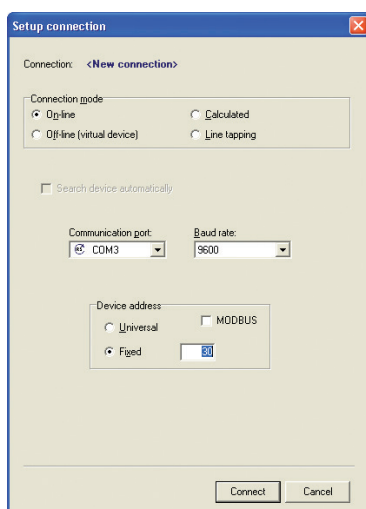 Setup connection
Connection: <New connection>
Connection mode
On-line
Calculated
Off-line (virtual device)
Line tapping
Search device automatically
Communication port:
Baud rate:
COM3
9600
Device address
Universal
MODBUS
Fixed
30
Connect
Cancel